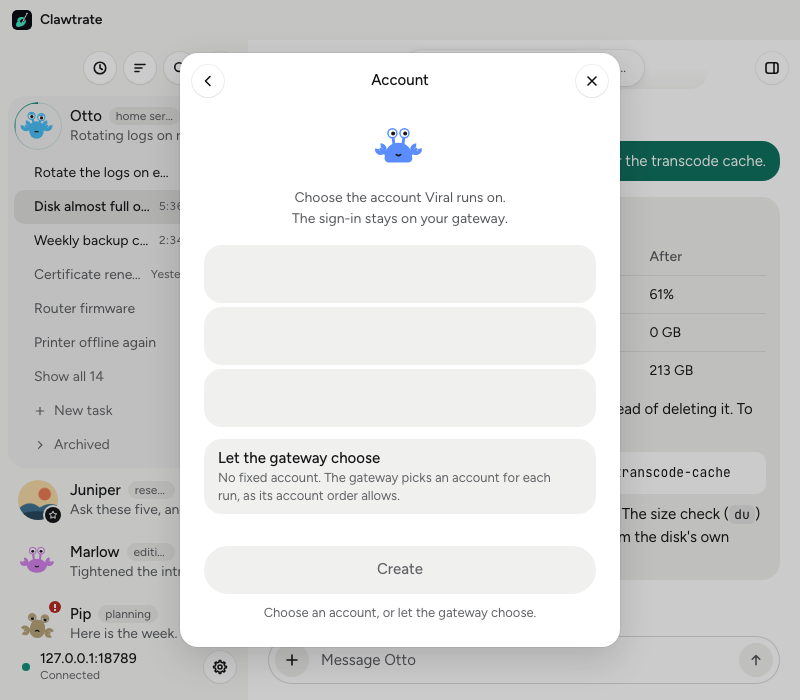 Clawtrate
Otto
home ser...
Rotating logs on
Rotate the logs on e...
Disk almost full o...
5:36
Weekly backup c...
2:34
Certificate rene...
Router firmware
Printer offline again
Show all 14
+ New task
Archived
Juniper
rese...
Ask these five, an
Marlow
editi...
Tightened the
Pip
planning
Here is the week.
127.0.0.1:18789
Connected
Account
Choose the account Viral runs on.
The sign-in stays on your gateway.
Let the gateway choose
No fixed account. The gateway picks an account for each
run, as its account order allows.
Create
Choose an account, or let the gateway choose.
the transcode cache.
After
61%
0 GB
213 GB
of deleting it. To
transcode-cache
The size check ( du )
the disk's own
Message Otto